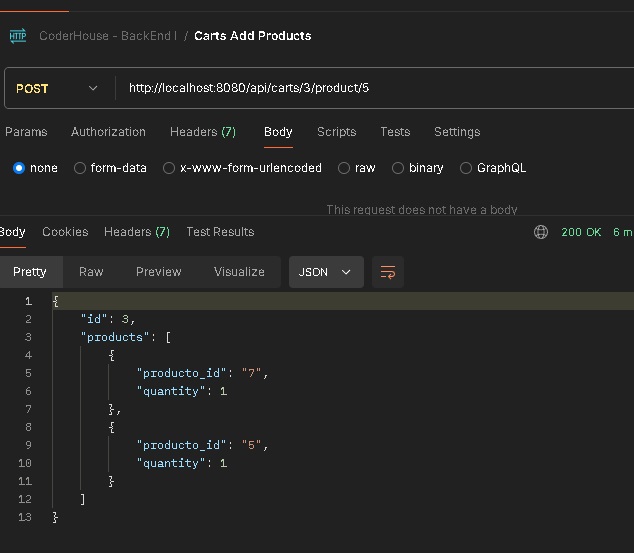 HTTP CoderHouse - BackEnd I / Carts Add Products
POST http://localhost:8080/api/carts/3/product/5
Params Authorization Headers (7) Body Scripts Tests Settings
none form-data x-www-form-urlencoded raw binary GraphQL
This request does not have a body
Body Cookies Headers (7) Test Results 200 OK 6 m
Pretty Raw Preview Visualize JSON
1 {
2 "id": 3,
3 "products": [
4 {
5 "producto_id": "7",
6 "quantity": 1
7 },
8 {
9 "producto_id": "5",
10 "quantity": 1
11 }
12 ]
13 }